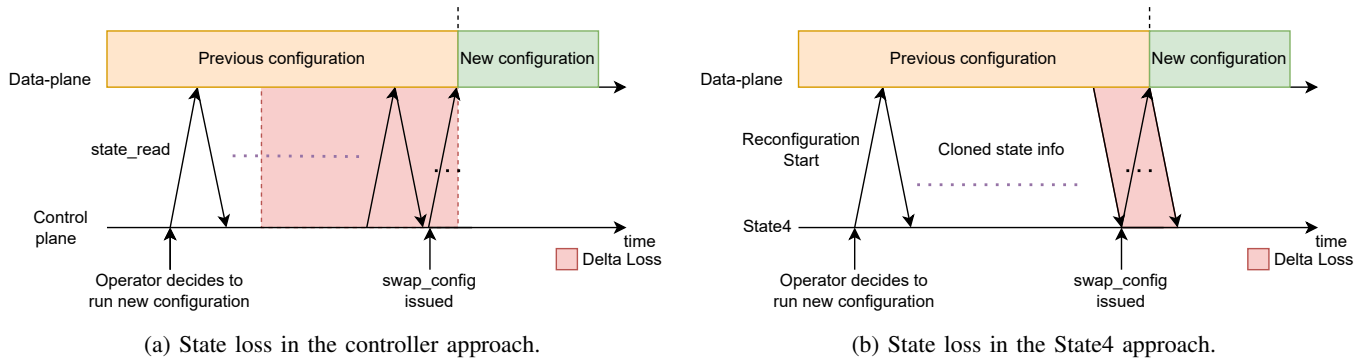 Previous configuration
New configuration
Data-plane
state_read
Control
plane
time
Delta Loss
Operator decides to
run new configuration
swap_config
issued
(a) State loss in the controller approach.
Previous configuration
New configuration
Data-plane
Reconfiguration
Start
Cloned state info
State4
time
Delta Loss
Operator decides to
run new configuration
swap_config
issued
(b) State loss in the State4 approach.